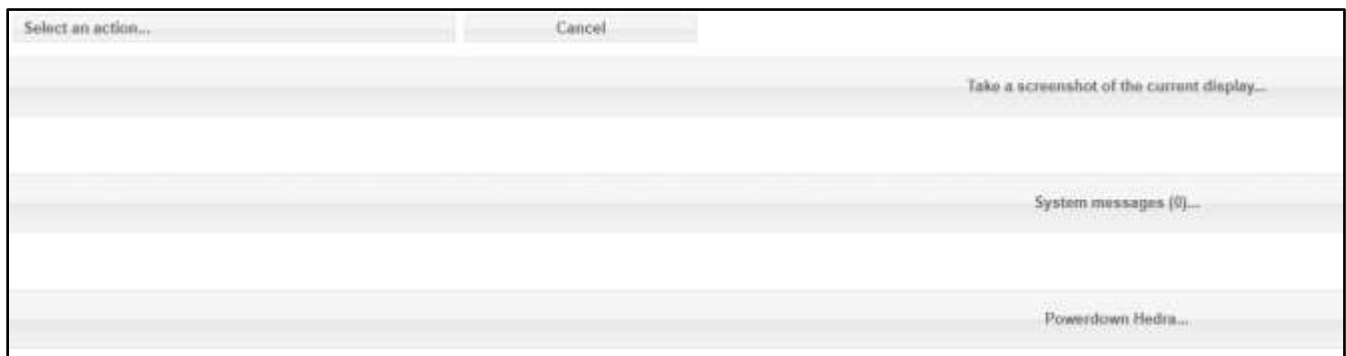 Select an action...
Cancel
Take a screenshot of the current display...
System messages (0)...
Powerdown Hedra...